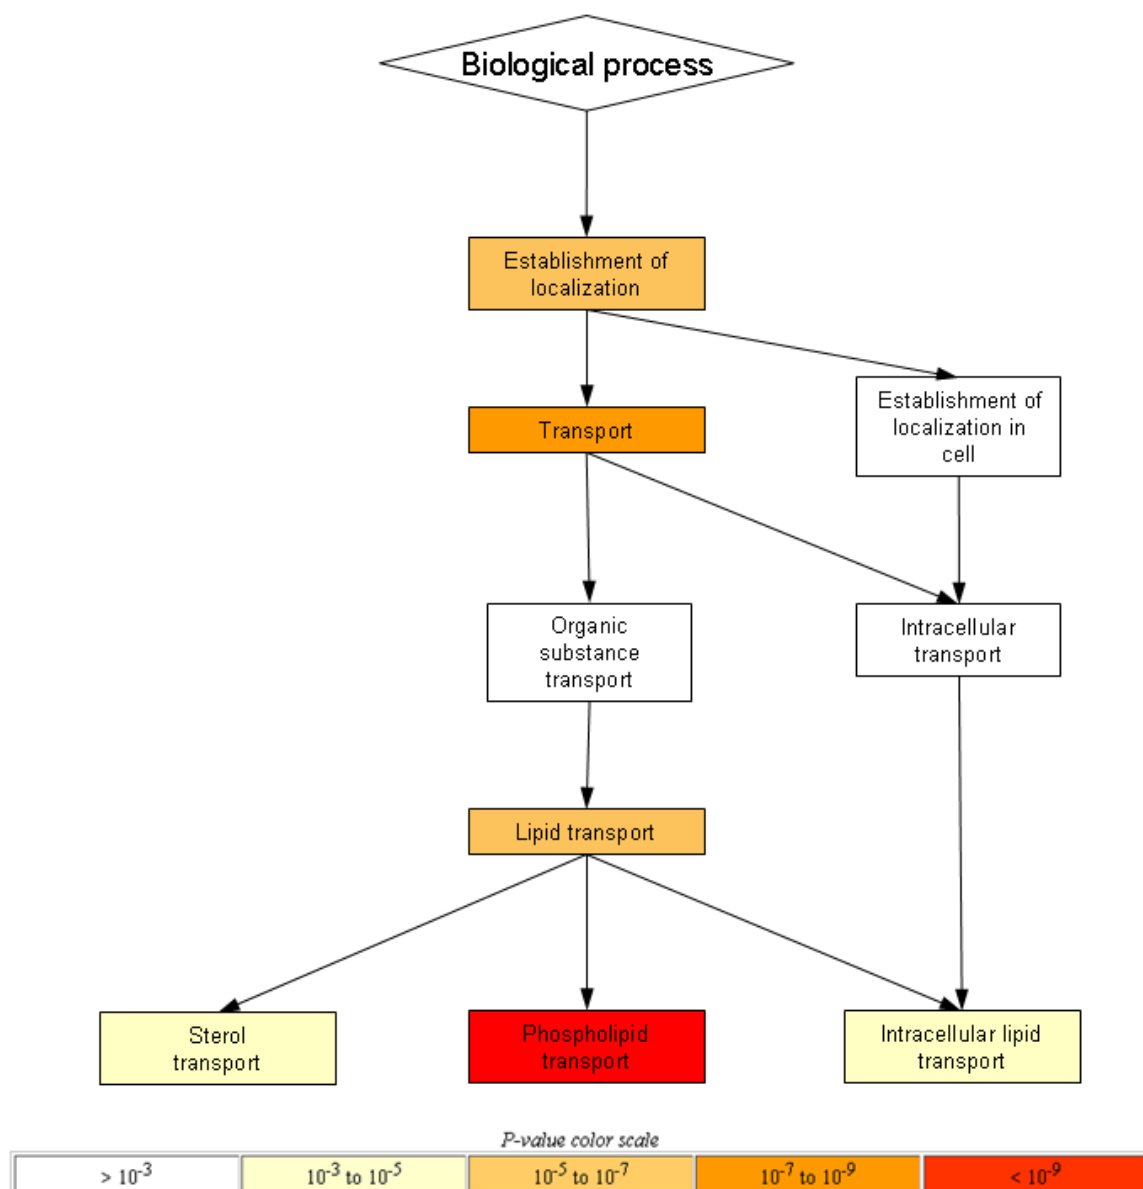 Biological process
Establishment of
localization
Establishment of
localization in
cell
Transport
Organic
substance
transport
Intracellular
transport
Lipid transport
Sterol
transport
Phospholipid
transport
Intracellular lipid
transport
P-value color scale
> 10^-3 10^-3 to 10^-5 10^-5 to 10^-7 10^-7 to 10^-9 < 10^-9